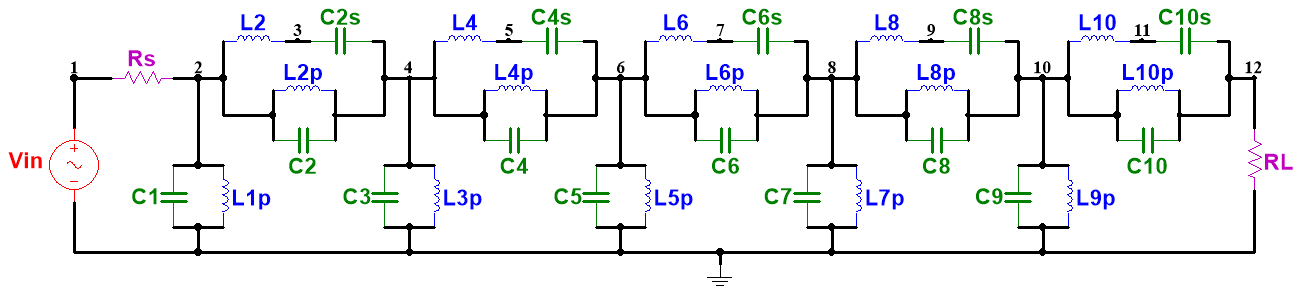 L2 3 C2s L4 5 C4s L6 7 C6s L8 9 C8s L10 11 C10s
1 Rs 2 L2p 4 L4p 6 L6p 8 L8p 10 L10p 12
Vin C2 C4 C6 C8 C10 RL
C1 L1p C3 L3p C5 L5p C7 L7p C9 L9p